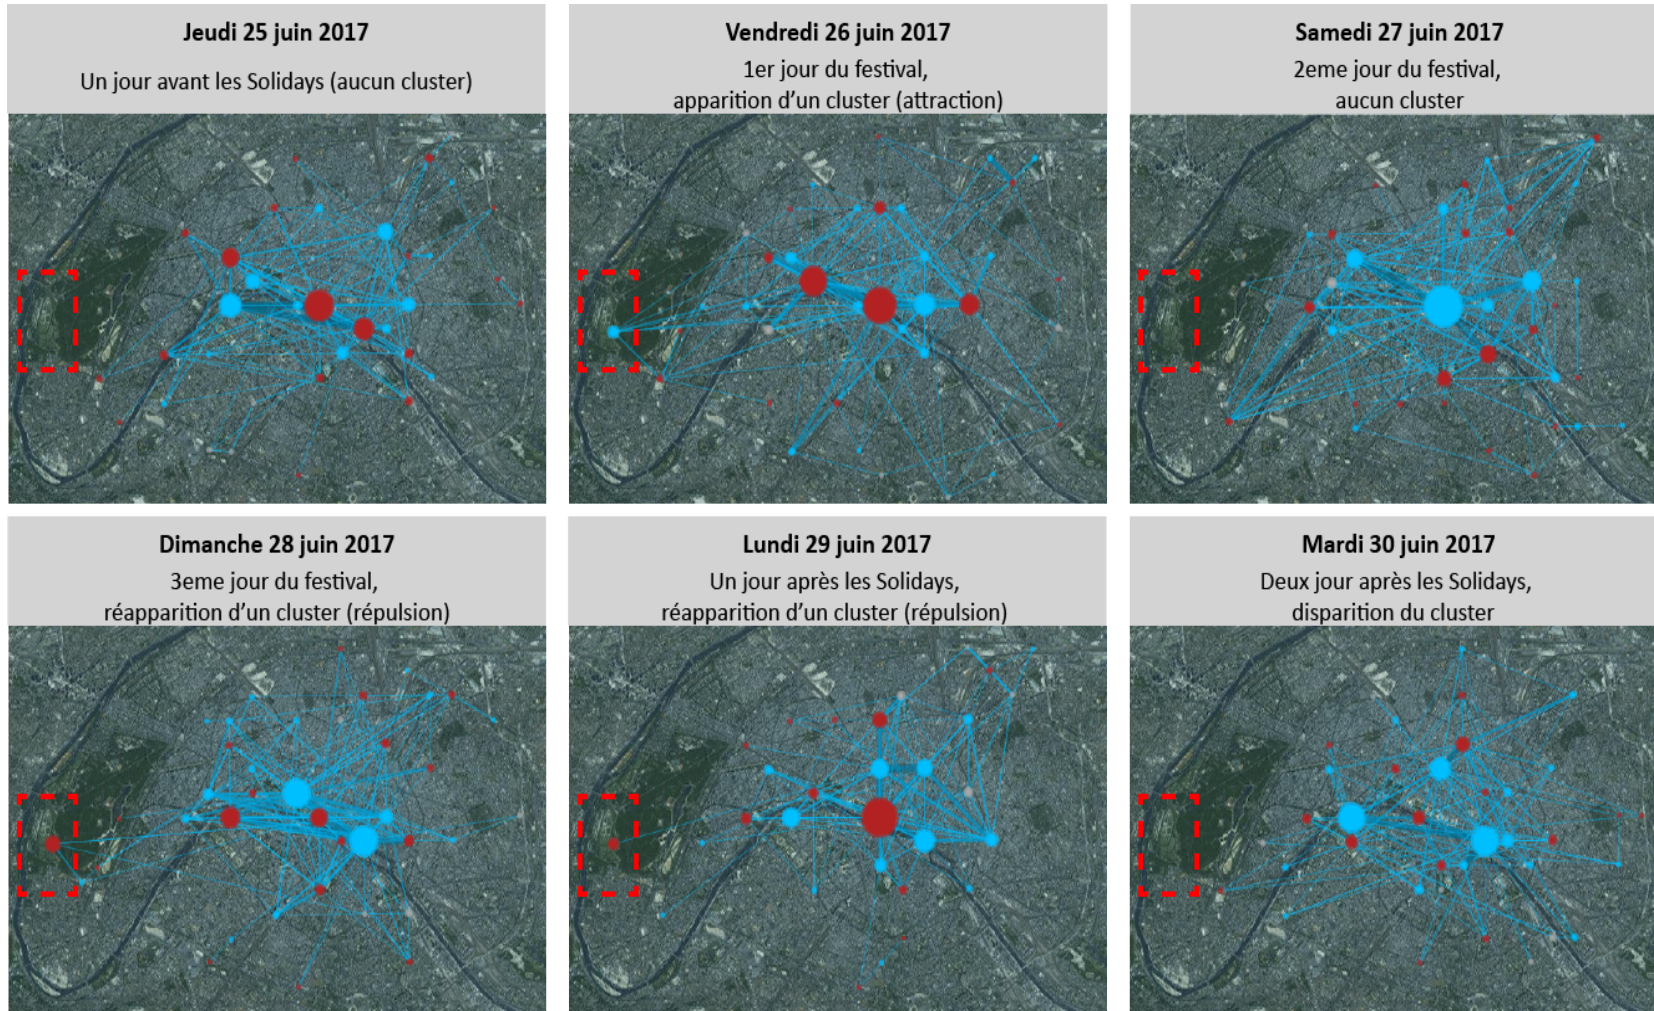 Jeudi 25 juin 2017
Un jour avant les Solidays (aucun cluster)
Vendredi 26 juin 2017
1er jour du festival,
apparition d'un cluster (attraction)
Samedi 27 juin 2017
2eme jour du festival,
aucun cluster
Dimanche 28 juin 2017
3eme jour du festival,
réapparition d'un cluster (répulsion)
Lundi 29 juin 2017
Un jour après les Solidays,
réapparition d'un cluster (répulsion)
Mardi 30 juin 2017
Deux jour après les Solidays,
disparition du cluster